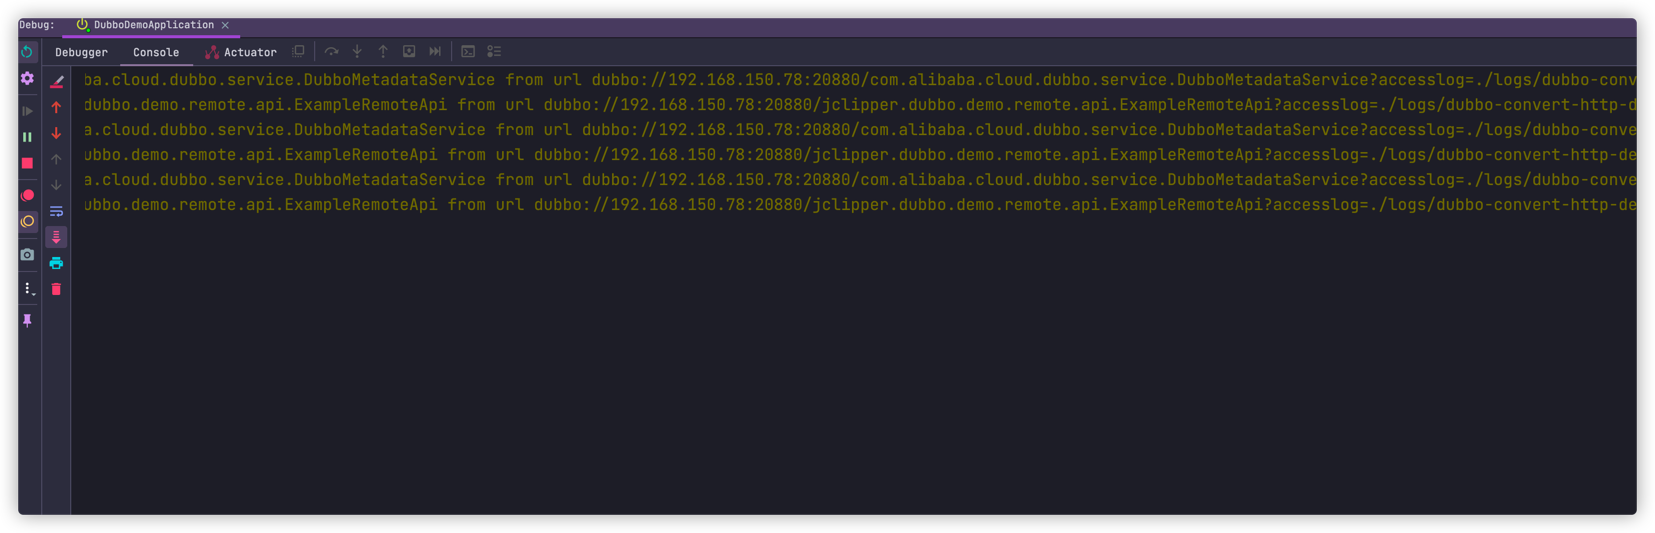 Debug: DubboDemoApplication
Debugger Console Actuator
ba.cloud.dubbo.service.DubboMetadataService from url dubbo://192.168.150.78:20880/com.alibaba.cloud.dubbo.service.DubboMetadataService?accesslog=./logs/dubbo-conv
dubbo.demo.remote.api.ExampleRemoteApi from url dubbo://192.168.150.78:20880/jclipper.dubbo.demo.remote.api.ExampleRemoteApi?accesslog=./logs/dubbo-convert-http-d
a.cloud.dubbo.service.DubboMetadataService from url dubbo://192.168.150.78:20880/com.alibaba.cloud.dubbo.service.DubboMetadataService?accesslog=./logs/dubbo-conve
ubbo.demo.remote.api.ExampleRemoteApi from url dubbo://192.168.150.78:20880/jclipper.dubbo.demo.remote.api.ExampleRemoteApi?accesslog=./logs/dubbo-convert-http-de
a.cloud.dubbo.service.DubboMetadataService from url dubbo://192.168.150.78:20880/com.alibaba.cloud.dubbo.service.DubboMetadataService?accesslog=./logs/dubbo-conve
ubbo.demo.remote.api.ExampleRemoteApi from url dubbo://192.168.150.78:20880/jclipper.dubbo.demo.remote.api.ExampleRemoteApi?accesslog=./logs/dubbo-convert-http-de